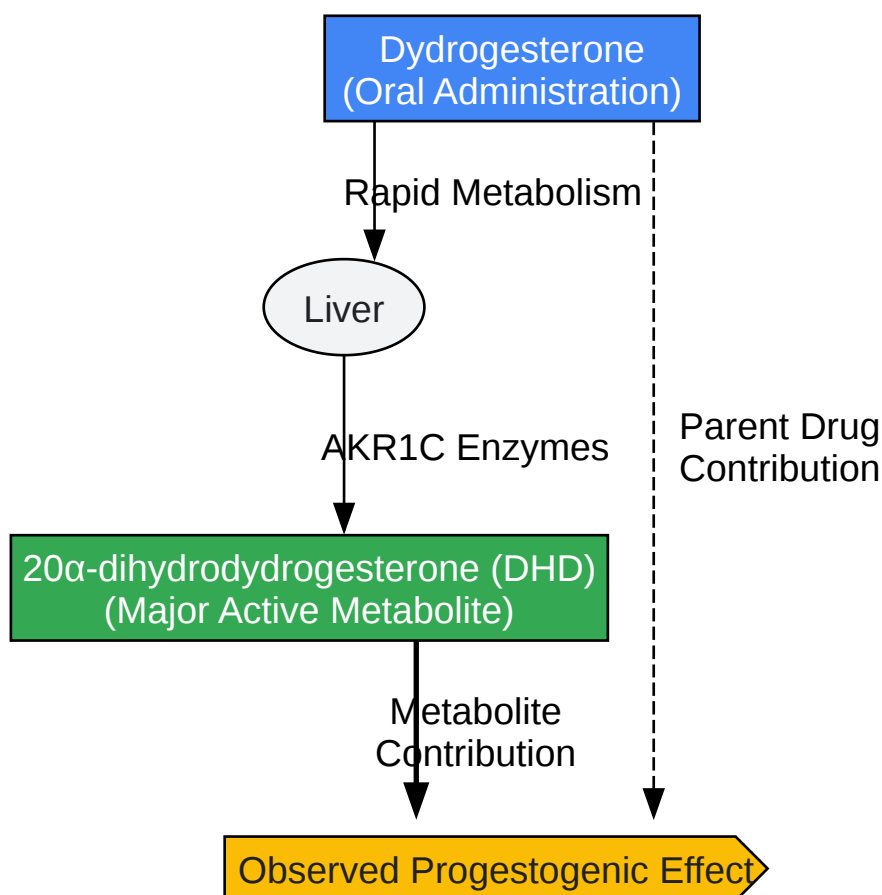 Dydrogesterone
(Oral Administration)
Rapid Metabolism
Liver
AKR1C Enzymes
Parent Drug
Contribution
20α-dihydrodydrogesterone (DHD)
(Major Active Metabolite)
Metabolite
Contribution
Observed Progestogenic Effect